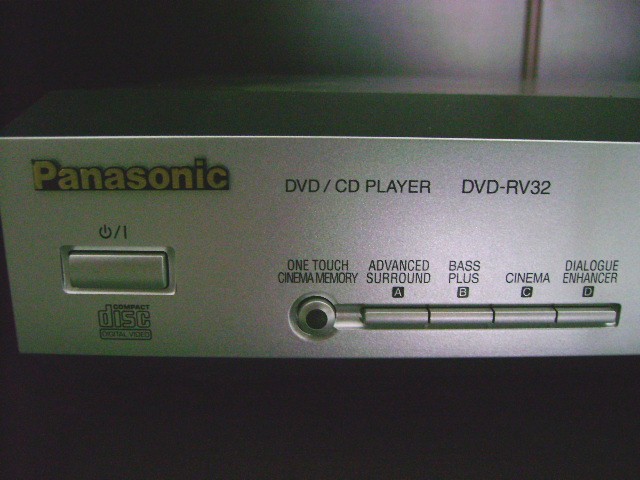 Panasonic
DVD / CD PLAYER DVD-RV32
⏻/I
ONE TOUCH
CINEMA MEMORY
ADVANCED
SURROUND
A
BASS
PLUS
B
CINEMA
C
DIALOGUE
ENHANCER
D
COMPACT
disc
DIGITAL VIDEO